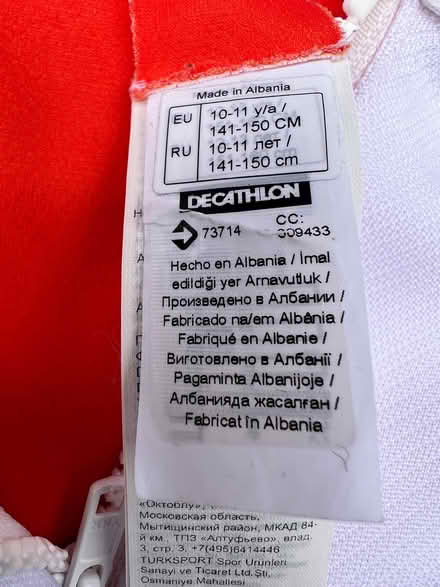 Made in Albania
EU 10-11 y/a /
141-150 CM
RU 10-11 лет /
141-150 cm
DECATHLON
73714 CC:
309433
Hecho en Albania / İmal
edildiği yer Arnavutluk /
Произведено в Албании /
Fabricado na/em Albânia /
Fabriqué en Albanie /
Виготовлено в Албанії /
Pagaminta Albanijoje /
Албанияда жасалған /
Fabricat în Albania
"Октоблу",
Московская область,
Мытищинский район, МКАД 84-
й км, ТПЗ «Алтуфьево», влад.
3, стр. 3, +7(495)6414446
TURKSPORT Spor Urunleri
Sanayi ve Ticaret Ltd.Şti,
Osmaniye Mahallesi